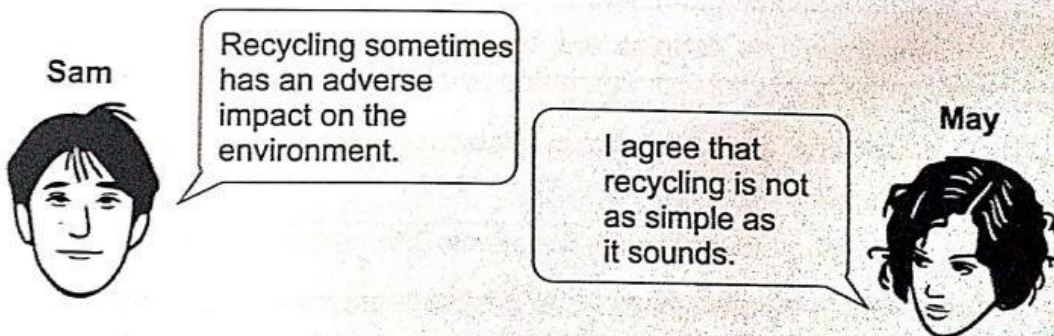 Sam
Recycling sometimes
has an adverse
impact on the
environment.
May
I agree that
recycling is not
as simple as
it sounds.